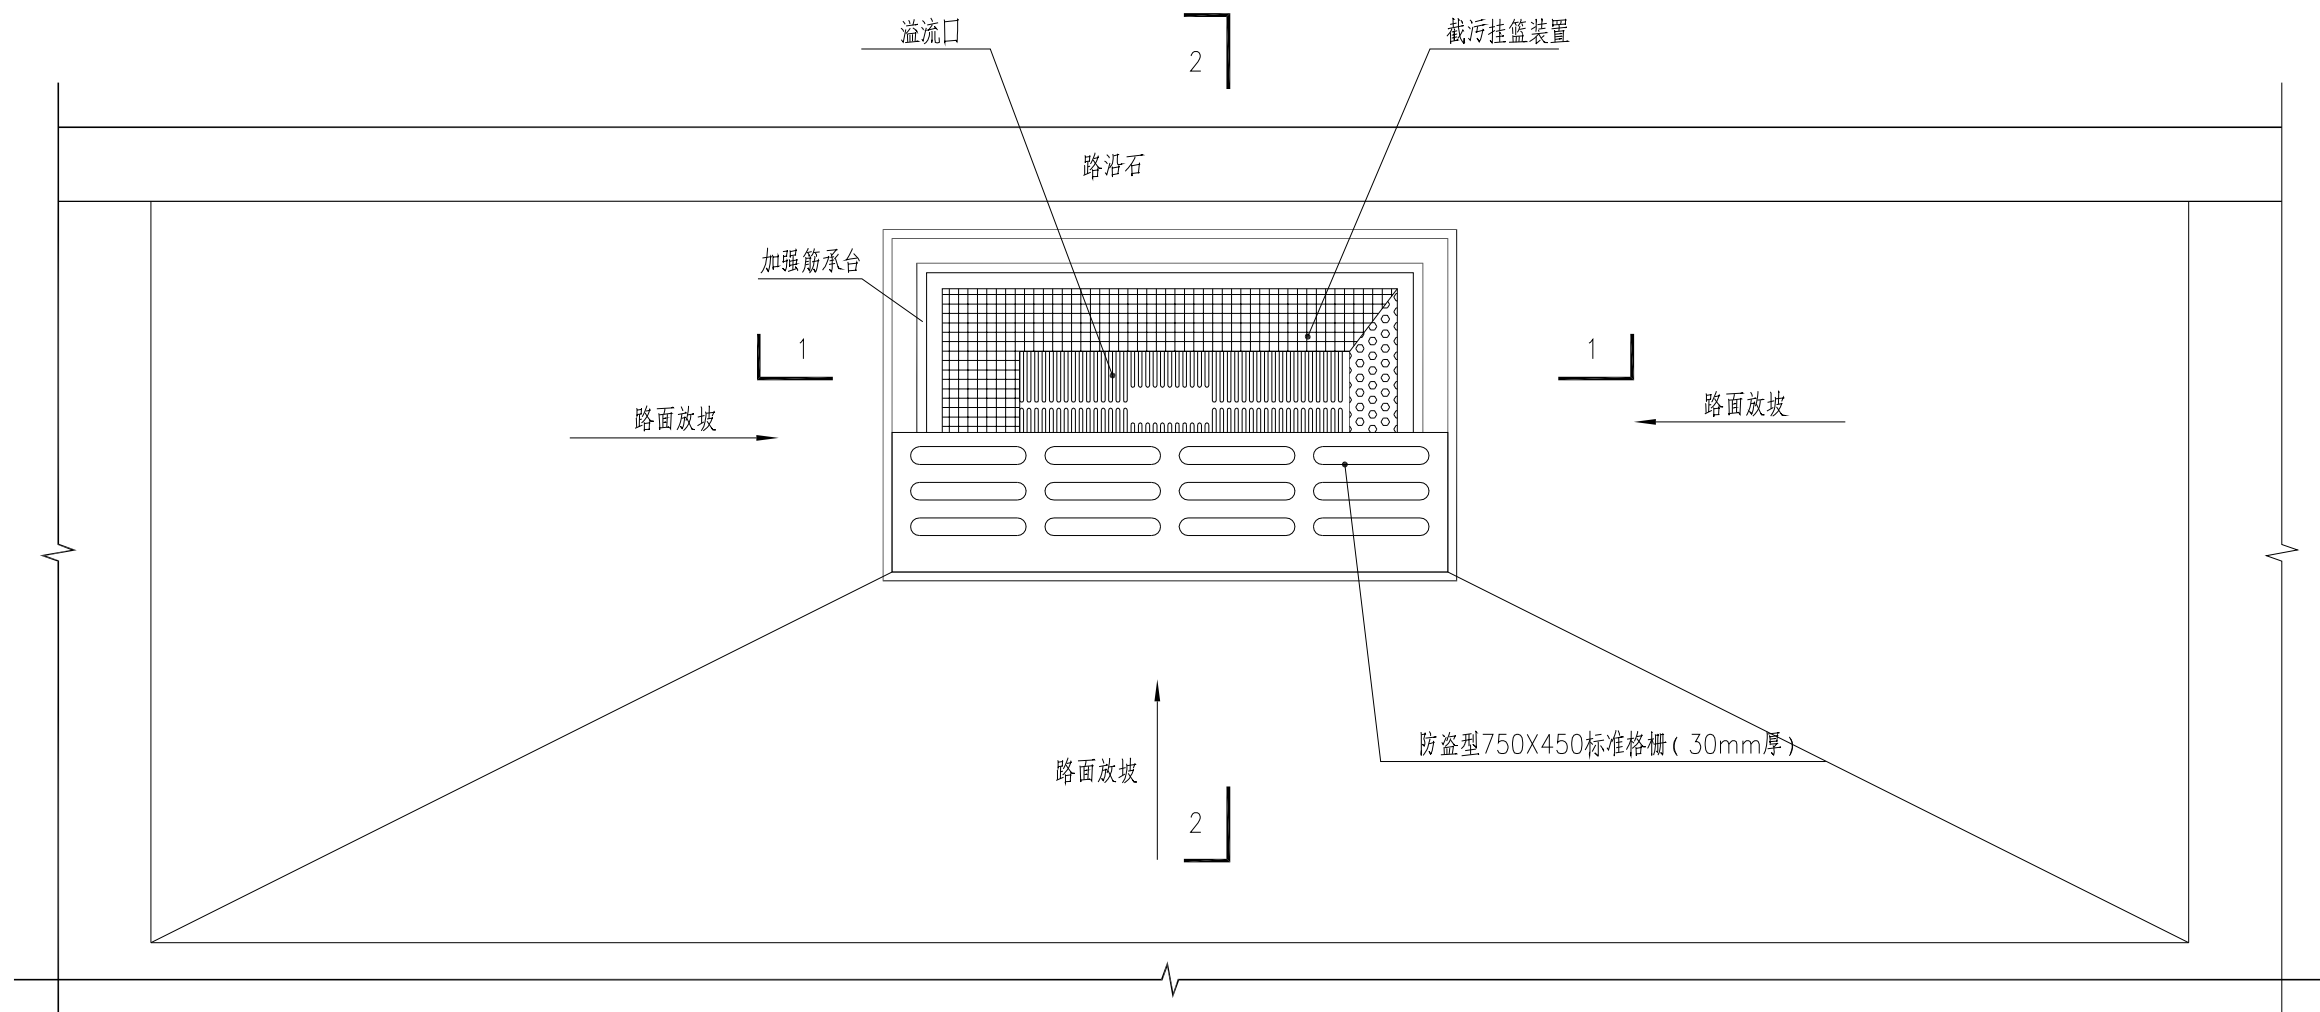 溢流口
截污挂篮装置
2
路沿石
加强筋承台
1
1
路面放坡
路面放坡
防盗型750X450标准格栅(30mm厚)
路面放坡
2